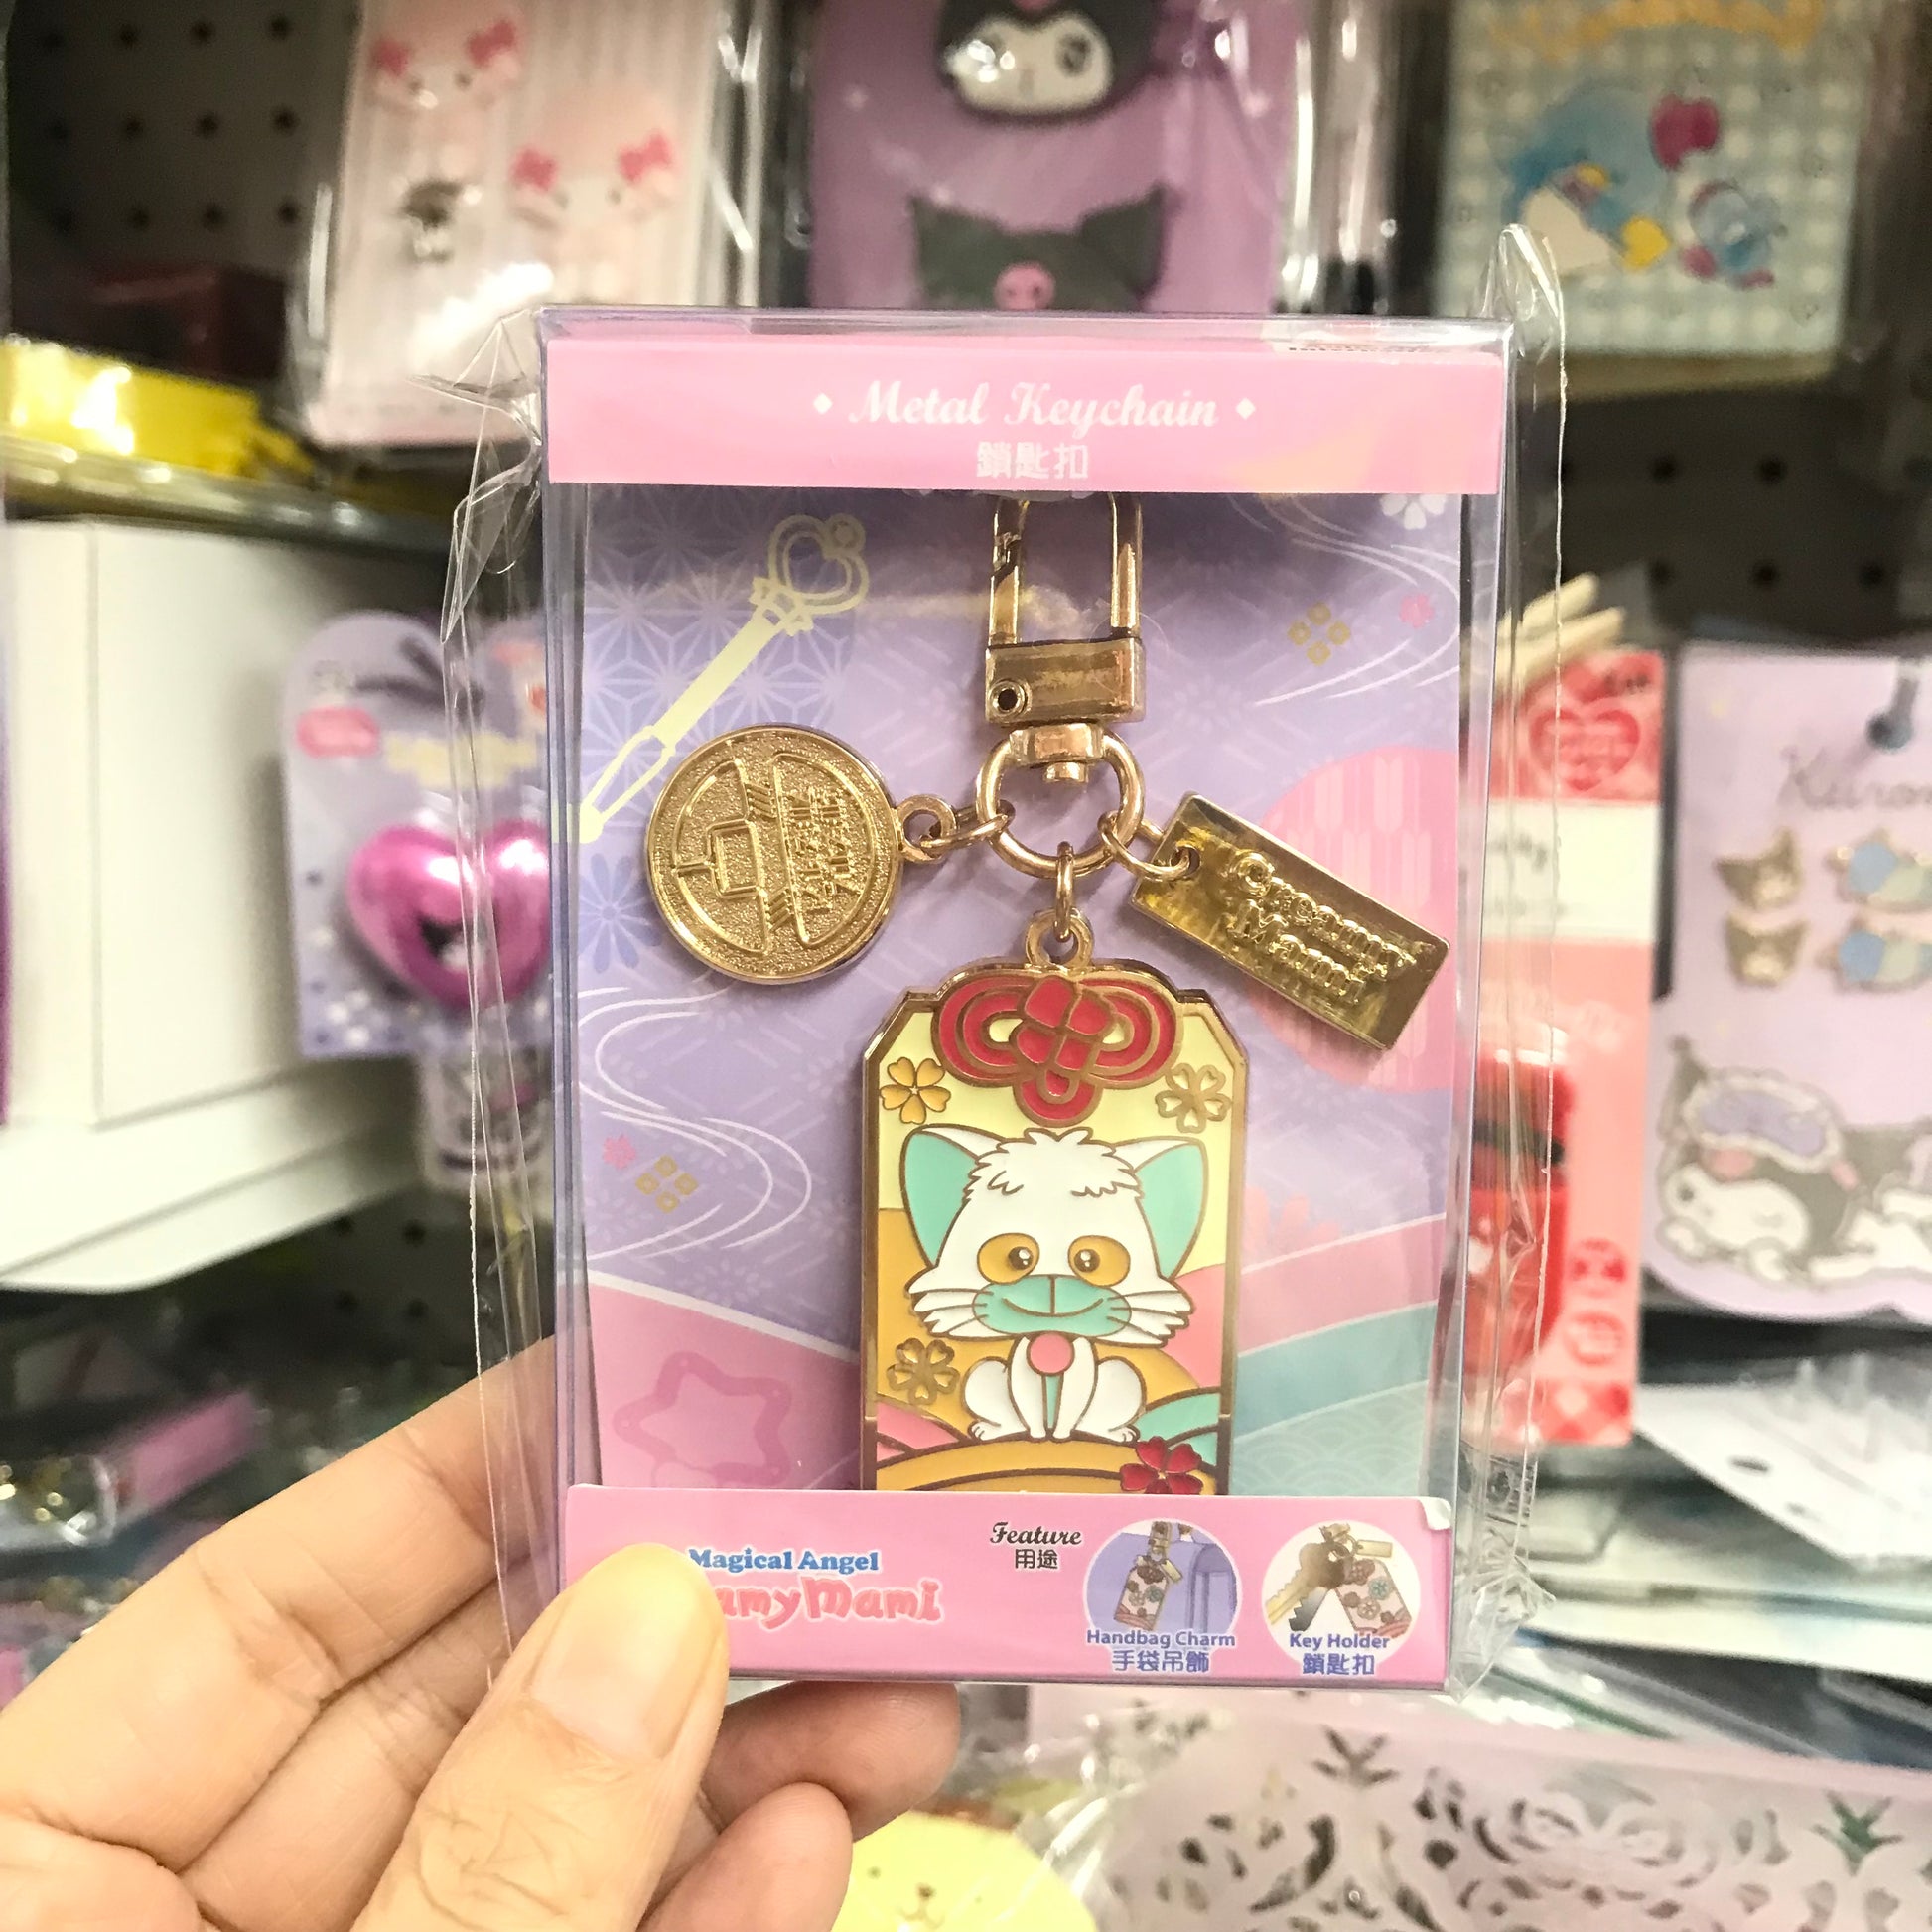 Metal Keychain
鎖匙扣
Creamy
Mami
Magical Angel
Mami
Feature
用途
Handbag Charm
手袋吊飾
Key Holder
鎖匙扣